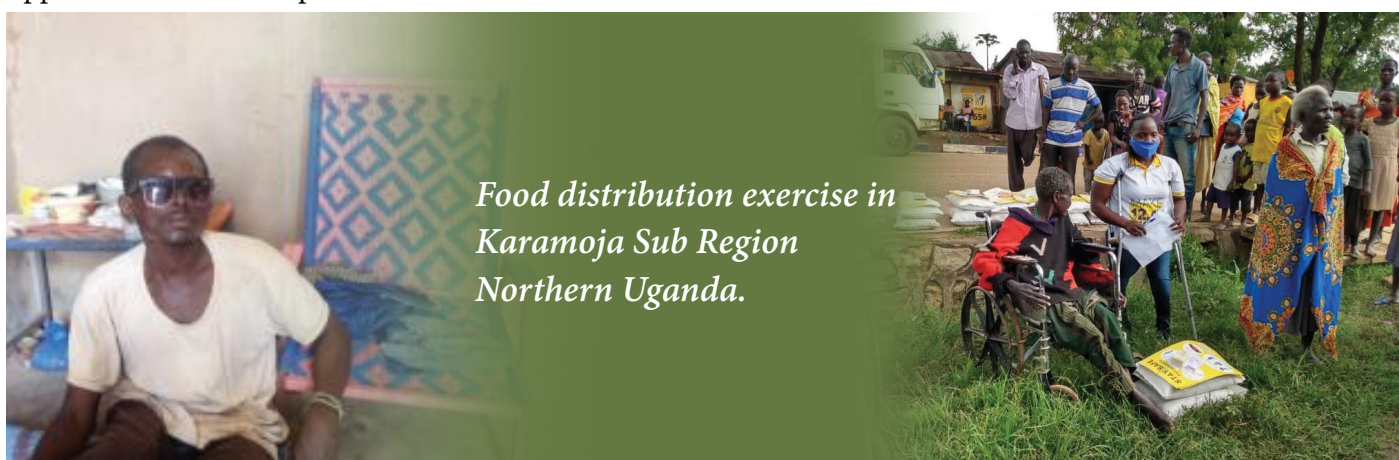 Food distribution exercise in
Karamoja Sub Region
Northern Uganda.